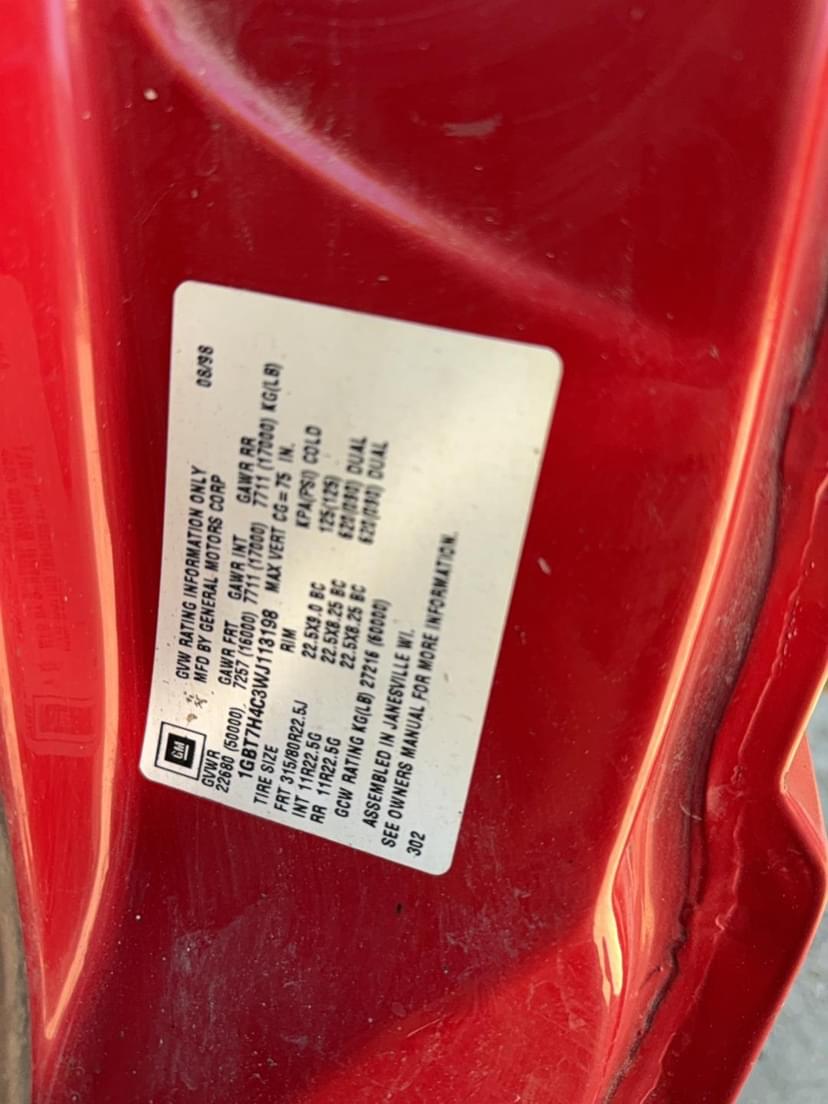 GM
GVW RATING INFORMATION ONLY
MFD BY GENERAL MOTORS CORP 08/98
GVWR GAWR FRT GAWR INT GAWR RR
22680 (50000) 7257 (16000) 7711 (17000) 7711 (17000) KG(LB)
1GBT7H4C3WJ113198 MAX VERT CG=75 IN.
TIRE SIZE RIM KPA(PSI) COLD
FRT 315/80R22.5J 22.5X9.0 BC 125(125)
INT 11R22.5G 22.5X8.25 BC 620(090) DUAL
RR 11R22.5G 22.5X8.25 BC 620(090) DUAL
GCW RATING KG(LB) 27216 (60000)
ASSEMBLED IN JANESVILLE WI.
SEE OWNERS MANUAL FOR MORE INFORMATION.
302